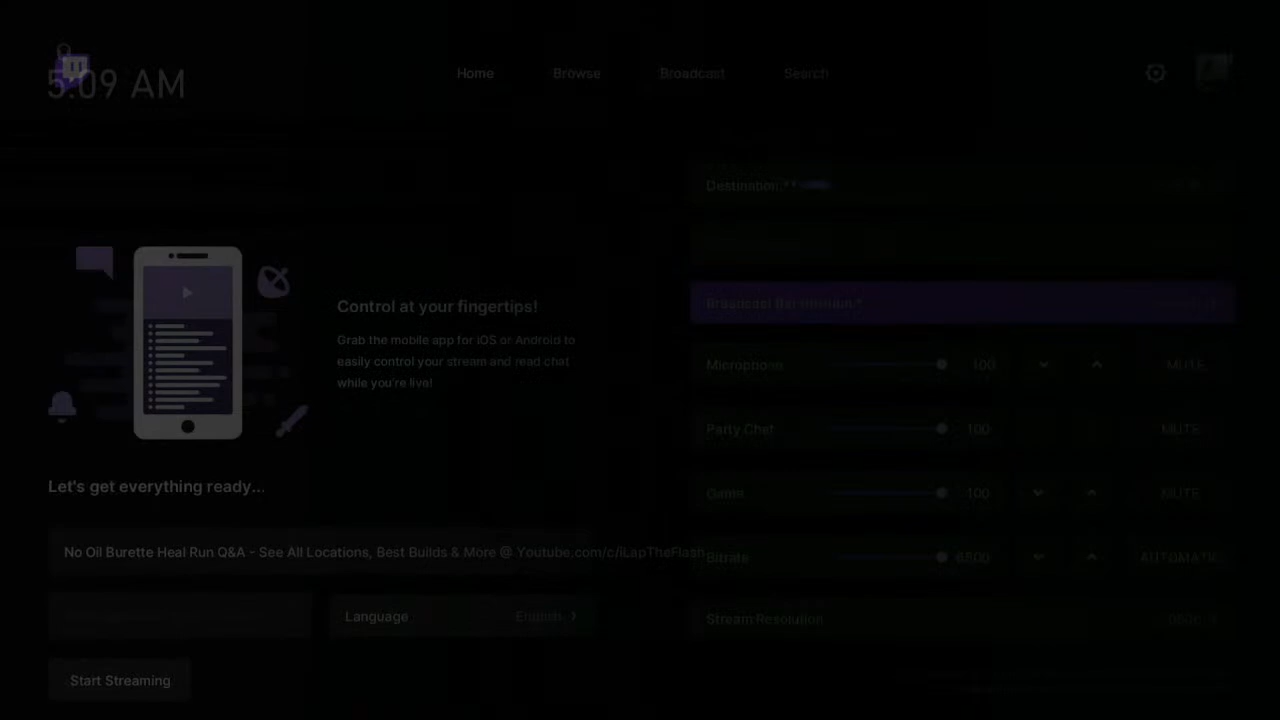 5:09 AM
Home
Browse
Broadcast
Search
Destination:**
Control at your fingertips!
Grab the mobile app for iOS or Android to
easily control your stream and read chat
while you're live!
Broadcast
Microphone 100 MUTE
Party Chat 100 MUTE
Game 100 MUTE
Let's get everything ready...
No Oil Burette Heal Run Q&A - See All Locations, Best Builds & More @ Youtube.com/c/iLapTheFlash
Bitrate AUTOMATIC
Language English
Stream Resolution
Start Streaming